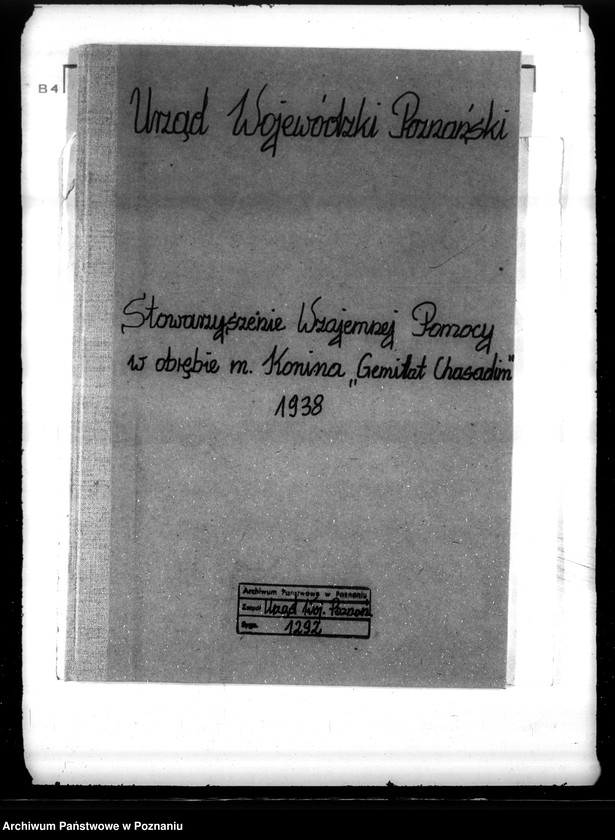 B4
Urząd Wojewódzki Poznański
Stowarzyszenie Wzajemnej Pomocy
w obrębie m. Konina „Gemiłat Chasadim"
1938
Archiwum Państwowe w Poznaniu
Zespół Urząd Woj. Poznań.
Sygn. 1292
Archiwum Państwowe w Poznaniu